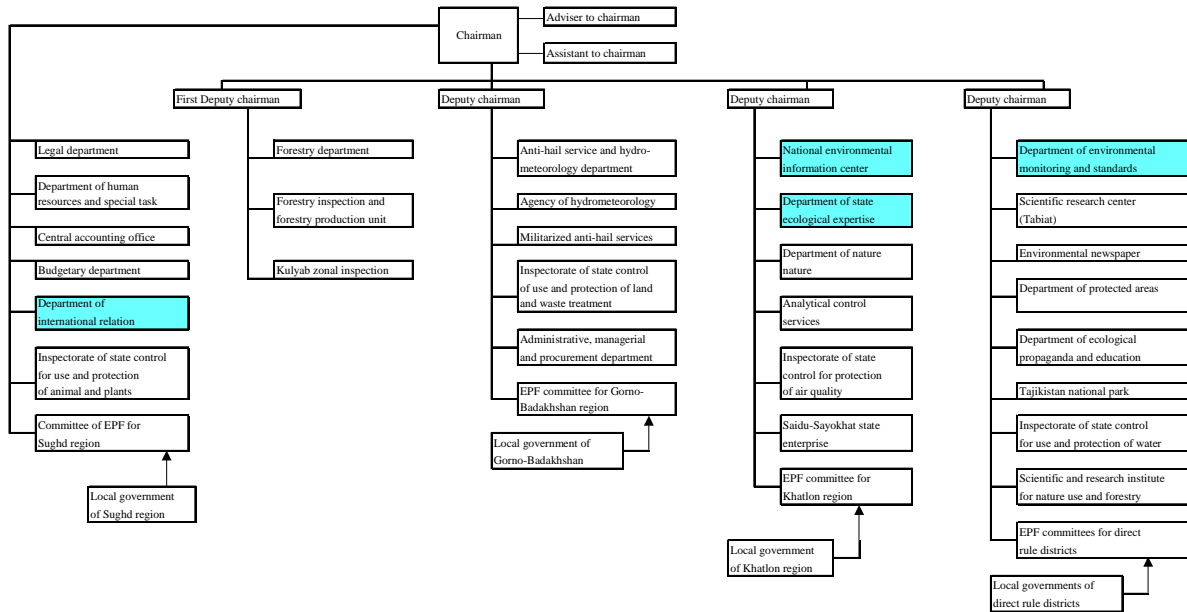 Adviser to chairman
Chairman
Assistant to chairman
First Deputy chairman
Deputy chairman
Deputy chairman
Deputy chairman
Legal department
Department of human
resources and special task
Central accounting office
Budgetary department
Department of
international relation
Inspectorate of state control
for use and protection
of animal and plants
Committee of EPF for
Sughd region
Local government
of Sughd region
Forestry department
Forestry inspection and
forestry production unit
Kulyab zonal inspection
Anti-hail service and hydro-
meteorology department
Agency of hydrometeorology
Militarized anti-hail services
Inspectorate of state control
of use and protection of land
and waste treatment
Administrative, managerial
and procurement department
EPF committee for Gorno-
Badakhshan region
Local government of
Gorno-Badakhshan
National environmental
information center
Department of state
ecological expertise
Department of nature
nature
Analytical control
services
Inspectorate of state
control for protection
of air quality
Saidu-Sayokhat state
enterprise
EPF committee for
Khatlon region
Local government
of Khatlon region
Department of environmental
monitoring and standards
Scientific research center
(Tabiat)
Environmental newspaper
Department of protected areas
Department of ecological
propaganda and education
Tajikistan national park
Inspectorate of state control
for use and protection of water
Scientific and research institute
for nature use and forestry
EPF committees for direct
rule districts
Local governments of
direct rule districts